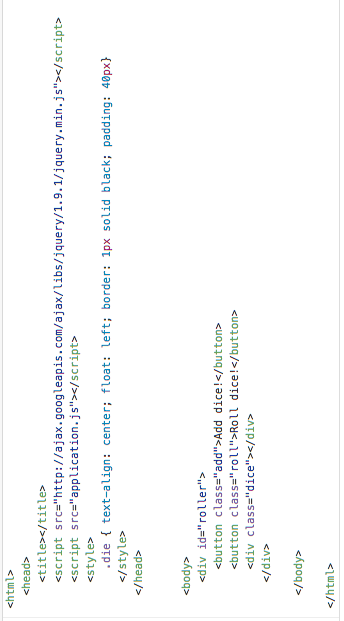 <html>
<head>
<title></title>
<script src="http://ajax.googleapis.com/ajax/libs/jquery/1.9.1/jquery.min.js"></script>
<script src="application.js"></script>
<style>
.die { text-align: center; float: left; border: 1px solid black; padding: 40px}
</style>
</head>
<body>
<div id="roller">
<button class="add">Add dice!</button>
<button class="roll">Roll dice!</button>
<div class="dice"></div>
</div>
</body>
</html>